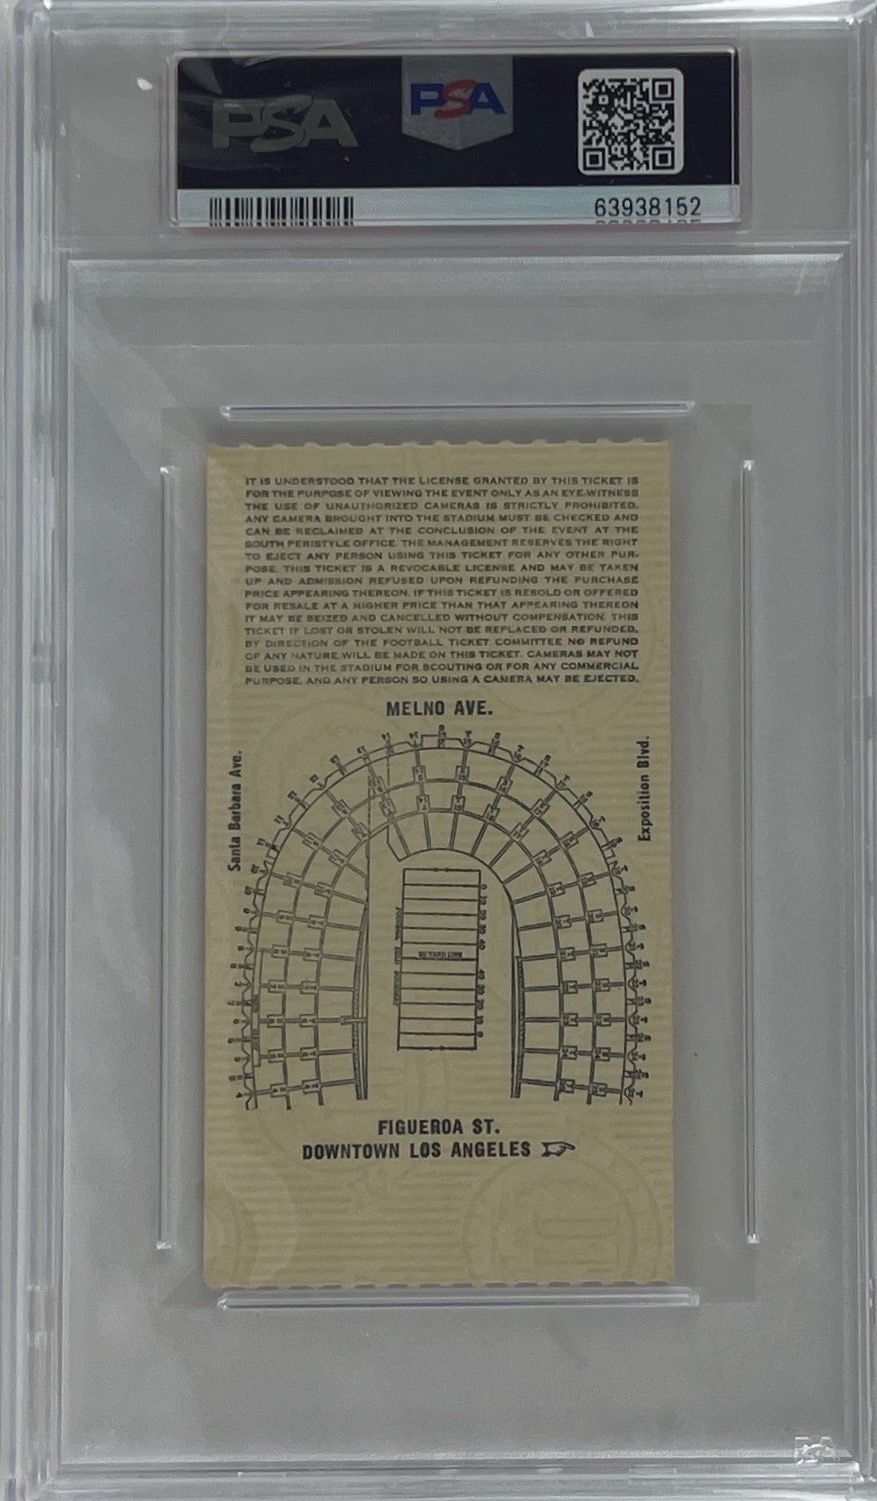 PSA
PSA
63938152
IT IS UNDERSTOOD THAT THE LICENSE GRANTED BY THIS TICKET IS
FOR THE PURPOSE OF VIEWING THE EVENT ONLY AS AN EYE-WITNESS
THE USE OF UNAUTHORIZED CAMERAS IS STRICTLY PROHIBITED.
ANY CAMERA BROUGHT INTO THE STADIUM MUST BE CHECKED AND
CAN BE RECLAIMED AT THE CONCLUSION OF THE EVENT AT THE
SOUTH PERISTYLE OFFICE. THE MANAGEMENT RESERVES THE RIGHT
TO EJECT ANY PERSON USING THIS TICKET FOR ANY OTHER PUR-
POSE. THIS TICKET IS A REVOCABLE LICENSE AND MAY BE TAKEN
UP AND ADMISSION REFUSED UPON REFUNDING THE PURCHASE
PRICE APPEARING THEREON. IF THIS TICKET IS RESOLD OR OFFERED
FOR RESALE AT A HIGHER PRICE THAN THAT APPEARING THEREON
IT MAY BE SEIZED AND CANCELLED WITHOUT COMPENSATION. THIS
TICKET IF LOST OR STOLEN WILL NOT BE REPLACED OR REFUNDED.
BY DIRECTION OF THE FOOTBALL TICKET COMMITTEE NO REFUND
OF ANY NATURE WILL BE MADE ON THIS TICKET. CAMERAS MAY NOT
BE USED IN THE STADIUM FOR SCOUTING OR FOR ANY COMMERCIAL
PURPOSE, AND ANY PERSON SO USING A CAMERA MAY BE EJECTED.
MELNO AVE.
Santa Barbara Ave.
Exposition Blvd.
FIGUEROA ST.
DOWNTOWN LOS ANGELES
PSA